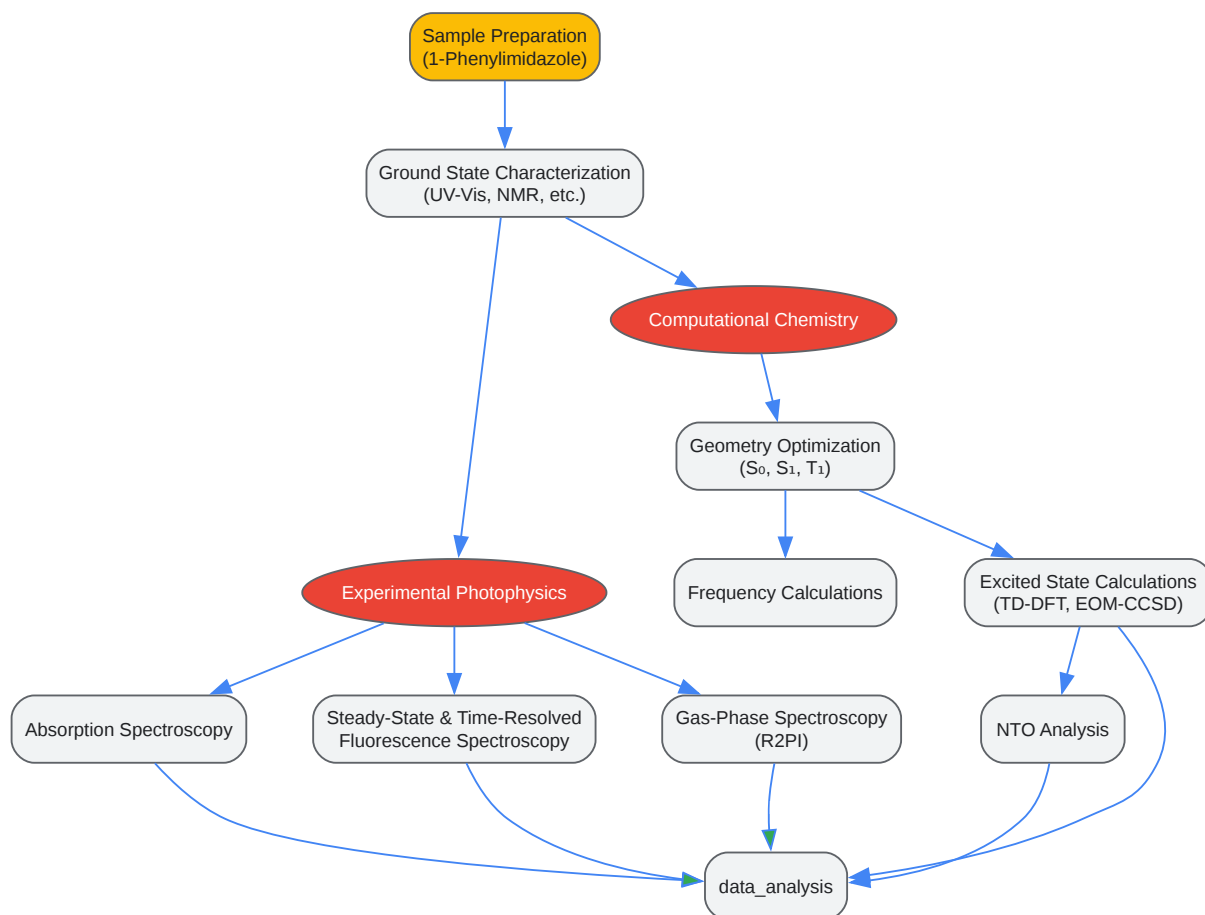 Sample Preparation
(1-Phenylimidazole)
Ground State Characterization
(UV-Vis, NMR, etc.)
Computational Chemistry
Geometry Optimization
(S₀, S₁, T₁)
Experimental Photophysics
Frequency Calculations
Excited State Calculations
(TD-DFT, EOM-CCSD)
Absorption Spectroscopy
Steady-State & Time-Resolved
Fluorescence Spectroscopy
Gas-Phase Spectroscopy
(R2PI)
NTO Analysis
data_analysis